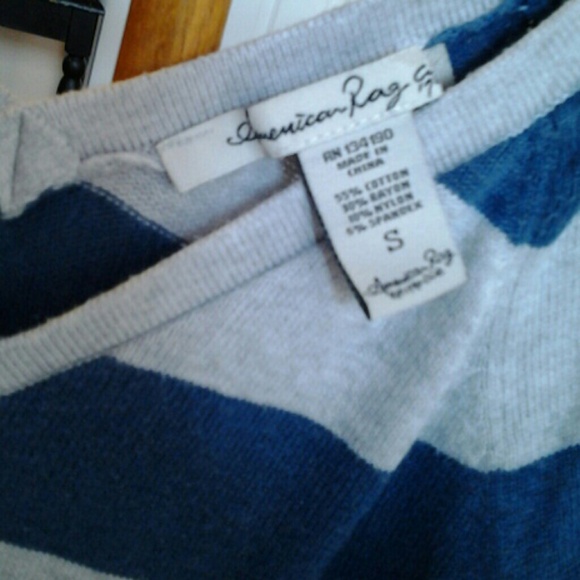 American Rag
RN 134190
MADE IN
CHINA
55% COTTON
30% RAYON
10% NYLON
5% SPANDEX
S
American Rag